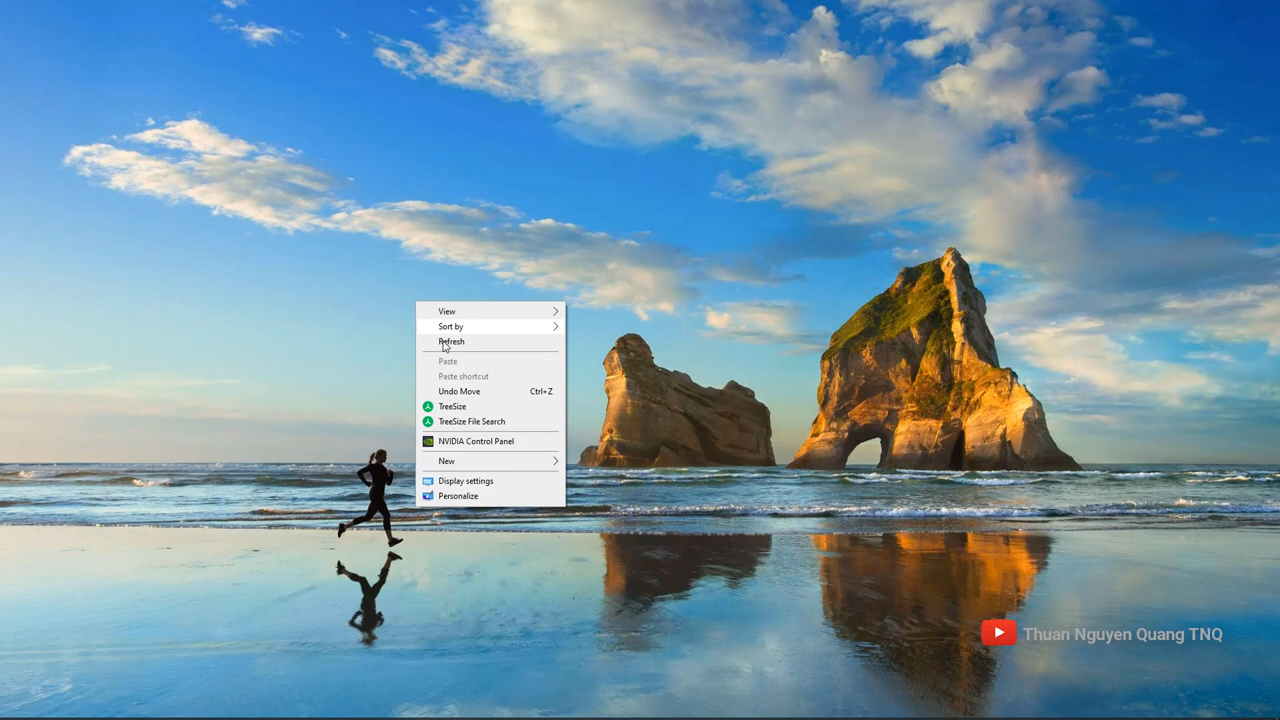 View
Sort by
Refresh
Paste
Paste shortcut
Undo Move Ctrl+Z
TreeSize
TreeSize File Search
NVIDIA Control Panel
New
Display settings
Personalize
Thuan Nguyen Quang TNQ